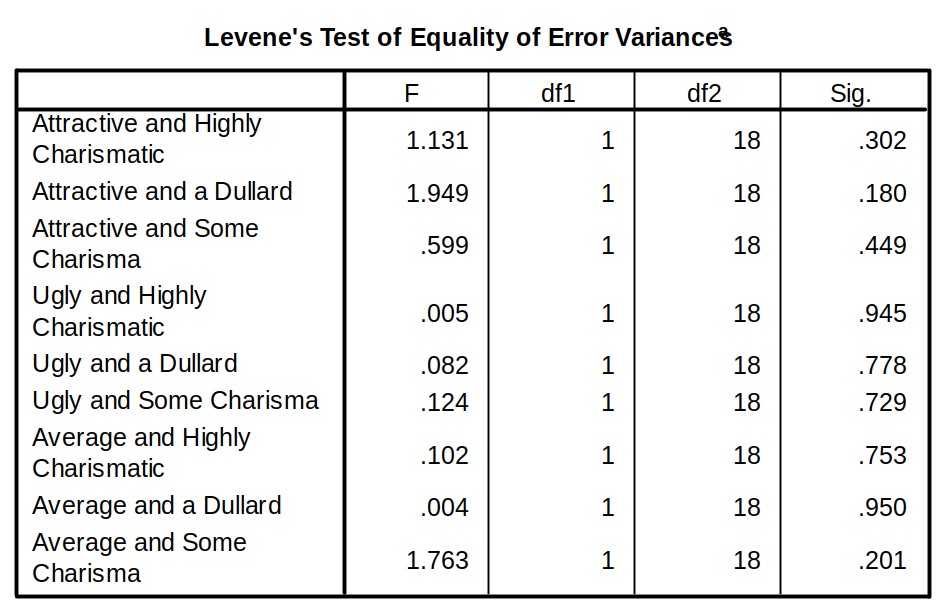 Levene's Test of Equality of Error Variancesa
F df1 df2 Sig.
Attractive and Highly
Charismatic 1.131 1 18 .302
Attractive and a Dullard 1.949 1 18 .180
Attractive and Some
Charisma .599 1 18 .449
Ugly and Highly
Charismatic .005 1 18 .945
Ugly and a Dullard .082 1 18 .778
Ugly and Some Charisma .124 1 18 .729
Average and Highly
Charismatic .102 1 18 .753
Average and a Dullard .004 1 18 .950
Average and Some
Charisma 1.763 1 18 .201